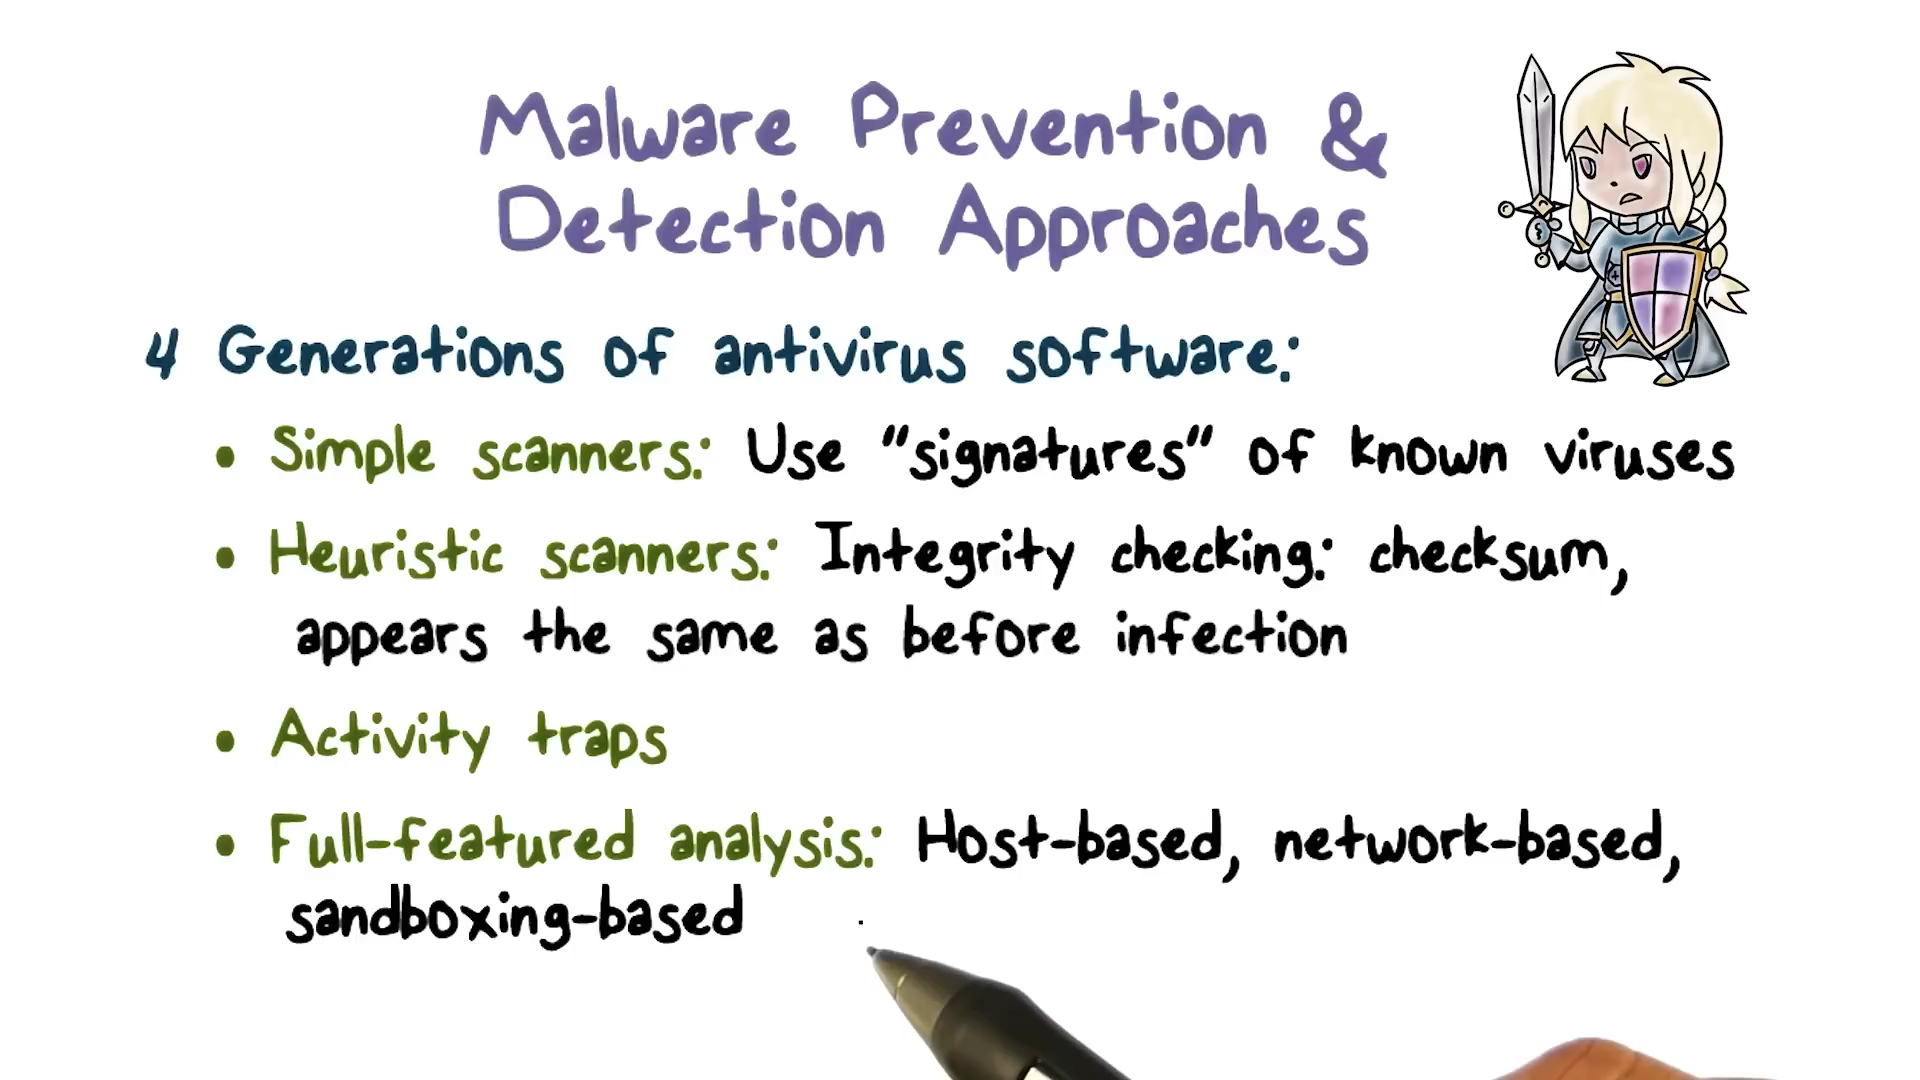 Malware Prevention &
Detection Approaches
4 Generations of antivirus software:
• Simple scanners: Use "signatures" of known viruses
• Heuristic scanners: Integrity checking: checksum,
appears the same as before infection
• Activity traps
• Full-featured analysis: Host-based, network-based,
sandboxing-based